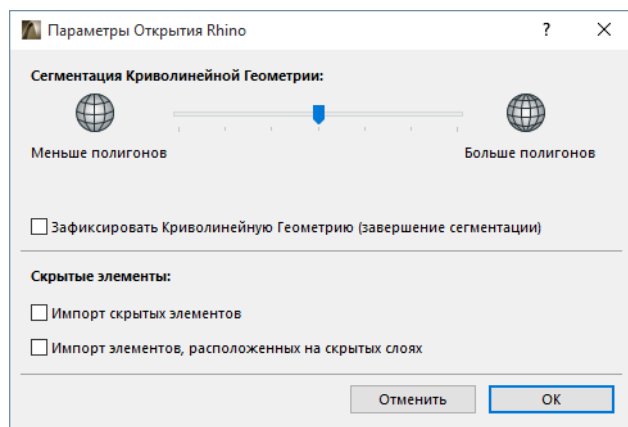 Параметры Открытия Rhino
?
Сегментация Криволинейной Геометрии:
Меньше полигонов
Больше полигонов
Зафиксировать Криволинейную Геометрию (завершение сегментации)
Скрытые элементы:
Импорт скрытых элементов
Импорт элементов, расположенных на скрытых слоях
Отменить
OK